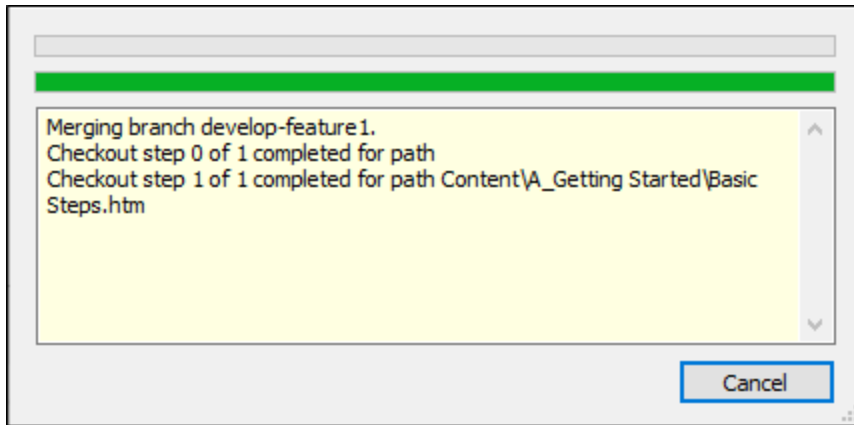 Merging branch develop-feature1.
Checkout step 0 of 1 completed for path
Checkout step 1 of 1 completed for path Content\A_Getting Started\Basic
Steps.htm
Cancel